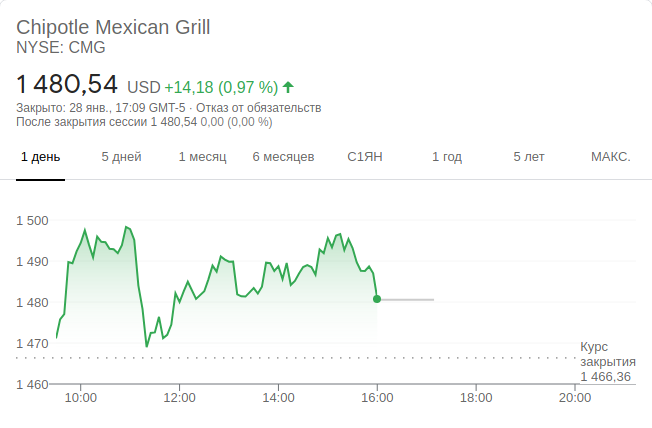 Chipotle Mexican Grill
NYSE: CMG
1 480,54 USD +14,18 (0,97 %)
Закрыто: 28 янв., 17:09 GMT-5 · Отказ от обязательств
После закрытия сессии 1 480,54 0,00 (0,00 %)
1 день 5 дней 1 месяц 6 месяцев С1ЯН 1 год 5 лет МАКС.
1 500
1 490
1 480
1 470
1 460
Курс
закрытия
1 466,36
10:00 12:00 14:00 16:00 18:00 20:00